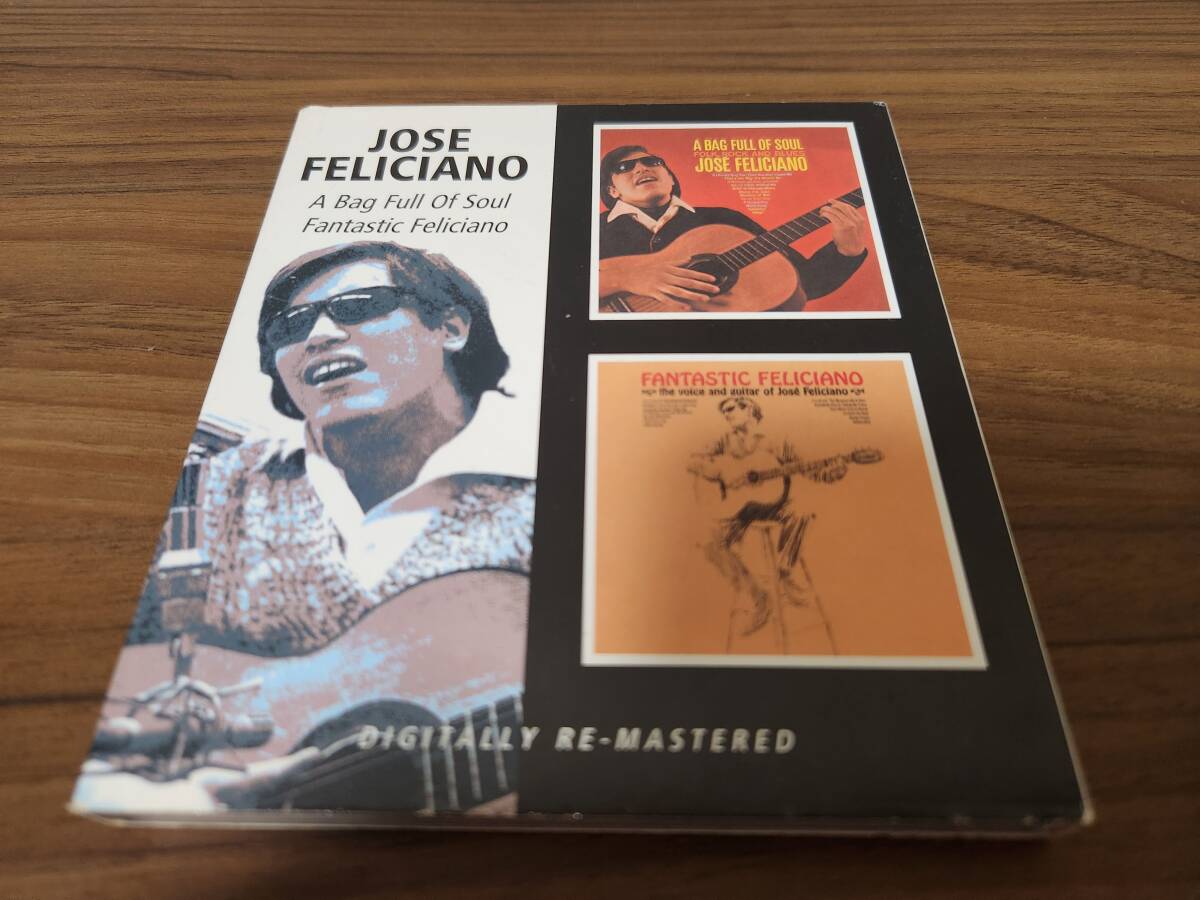 JOSE
FELICIANO
A Bag Full Of Soul
Fantastic Feliciano
A BAG FULL OF SOUL
FOLK, ROCK AND BLUES
JOSE FELICIANO
FANTASTIC FELICIANO
the voice and guitar of José Feliciano
DIGITALLY RE-MASTERED